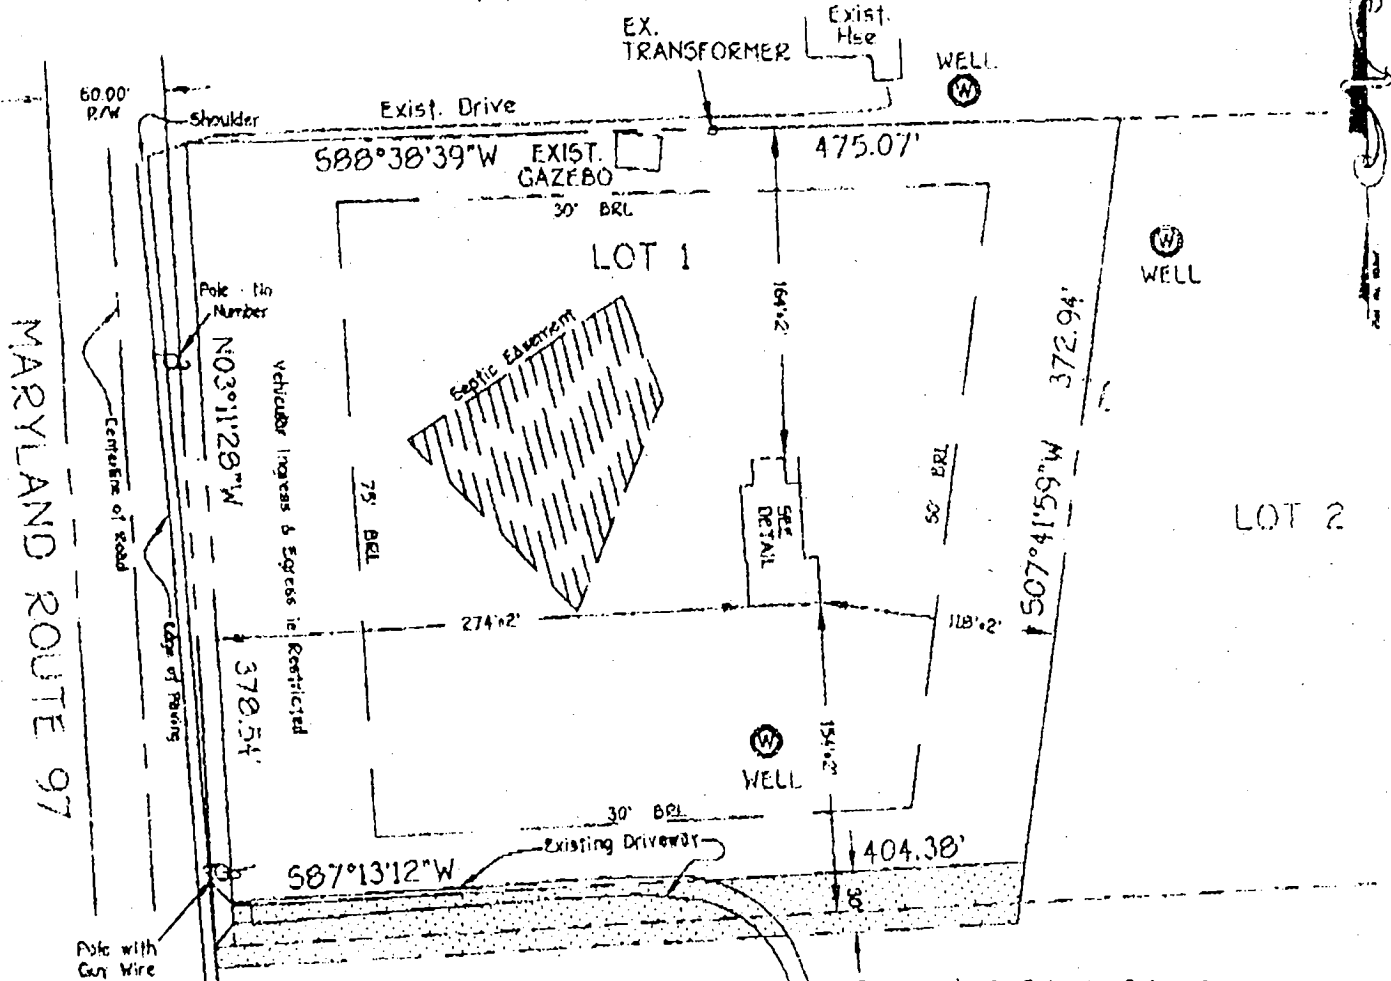 Exist.
Hse
EX.
TRANSFORMER
WELL
W
60.00'
R/W
Shoulder
Exist. Drive
S88°38'39"W
EXIST.
GAZEBO
475.07'
30' BRL
LOT 1
W
WELL
Pole - No
Number
Septic Easement
164'±2'
372.94'
MARYLAND ROUTE 97
Centerline of Road
N03°11'28"W
Vehicular Ingress & Egress is Restricted
75' BRL
SEE
DETAIL
50' BRL
S07°41'59"W
LOT 2
Edge of Paving
274'±2'
118'±2'
378.54'
W
WELL
154'±2'
30' BRL
Existing Driveway
404.38'
S87°13'12"W
30'
Pole with
Guy Wire